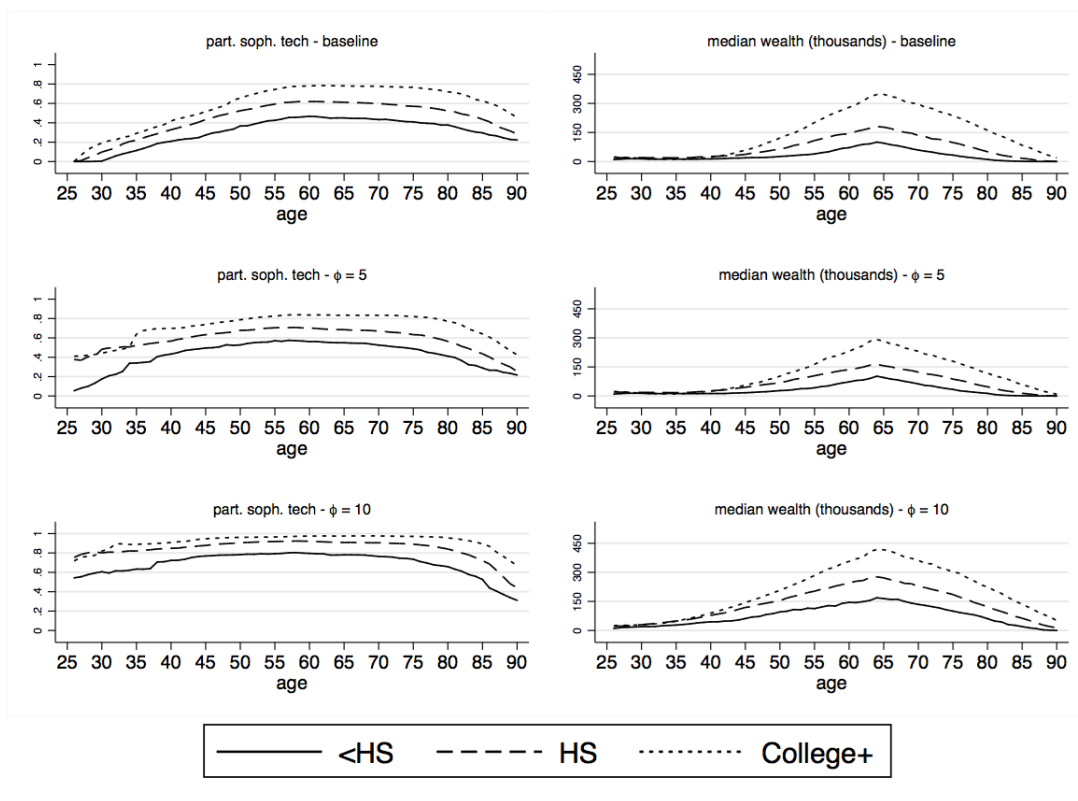 part. soph. tech - baseline
median wealth (thousands) - baseline
1
.8
.6
.4
.2
0
25 30 35 40 45 50 55 60 65 70 75 80 85 90
age
450
300
150
0
25 30 35 40 45 50 55 60 65 70 75 80 85 90
age
part. soph. tech - ϕ = 5
median wealth (thousands) - ϕ = 5
1
.8
.6
.4
.2
0
25 30 35 40 45 50 55 60 65 70 75 80 85 90
age
450
300
150
0
25 30 35 40 45 50 55 60 65 70 75 80 85 90
age
part. soph. tech - ϕ = 10
median wealth (thousands) - ϕ = 10
1
.8
.6
.4
.2
0
25 30 35 40 45 50 55 60 65 70 75 80 85 90
age
450
300
150
0
25 30 35 40 45 50 55 60 65 70 75 80 85 90
age
<HS HS College+